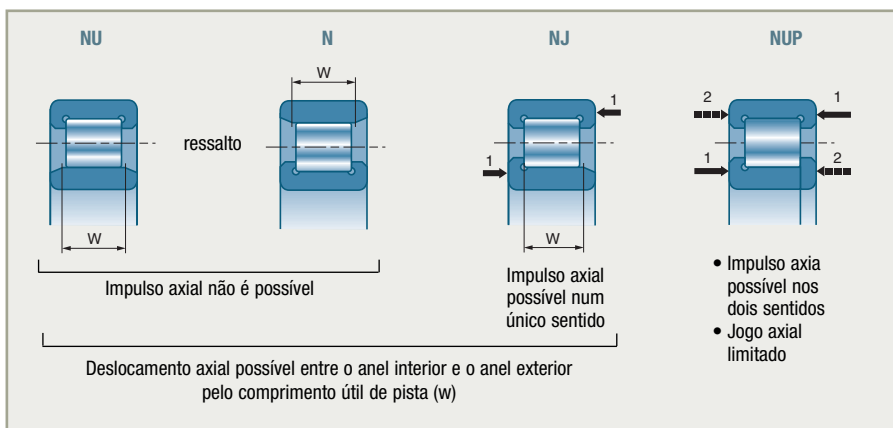 NU
N
NJ
NUP
W
1
2
1
ressalto
1
1
2
W
W
Impulso axial não é possível
Impulso axial
possível num
único sentido
• Impulso axia
possível nos
dois sentidos
• Jogo axial
limitado
Deslocamento axial possível entre o anel interior e o anel exterior
pelo comprimento útil de pista (w)